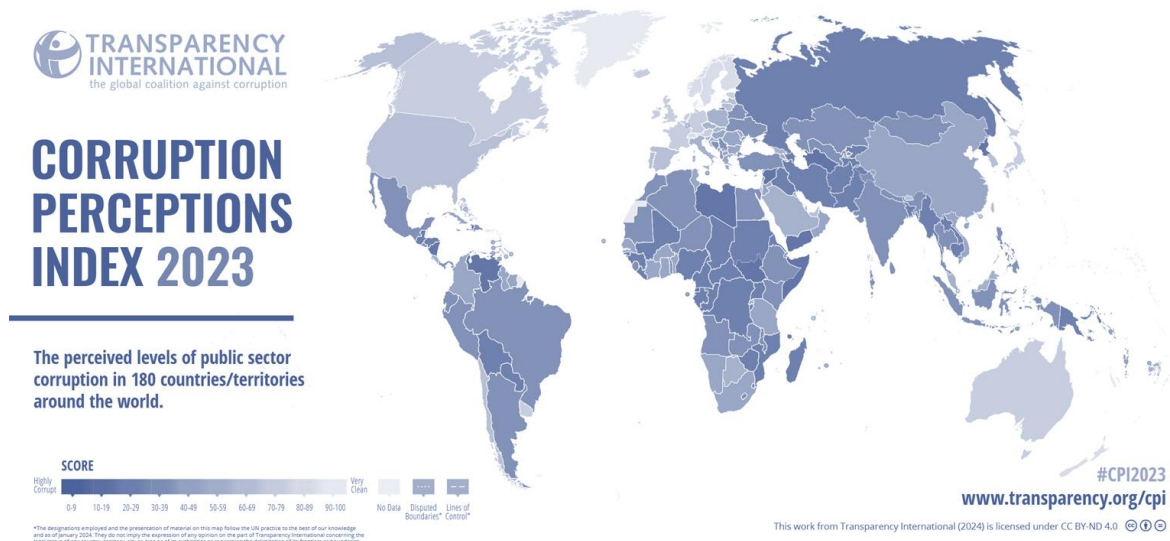 TRANSPARENCY
INTERNATIONAL
the global coalition against corruption
CORRUPTION
PERCEPTIONS
INDEX 2023
The perceived levels of public sector
corruption in 180 countries/territories
around the world.
SCORE
Highly
Corrupt
Very
Clean
0-9 10-19 20-29 30-39 40-49 50-59 60-69 70-79 80-89 90-100
No Data
Disputed
Boundaries*
Lines of
Control*
*The designations employed and the presentation of material on this map follow the UN practice to the best of our knowledge
and as of January 2024. They do not imply the expression of any opinion on the part of Transparency International concerning the
#CPI2023
www.transparency.org/cpi
This work from Transparency International (2024) is licensed under CC BY-ND 4.0